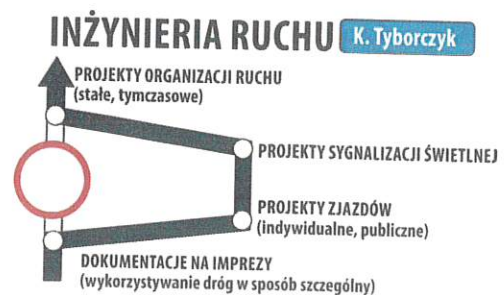 INŻYNIERIA RUCHU K. Tyborczyk
PROJEKTY ORGANIZACJI RUCHU
(stałe, tymczasowe)
PROJEKTY SYGNALIZACJI ŚWIETLNEJ
PROJEKTY ZJAZDÓW
(indywidualne, publiczne)
DOKUMENTACJE NA IMPREZY
(wykorzystywanie dróg w sposób szczególny)